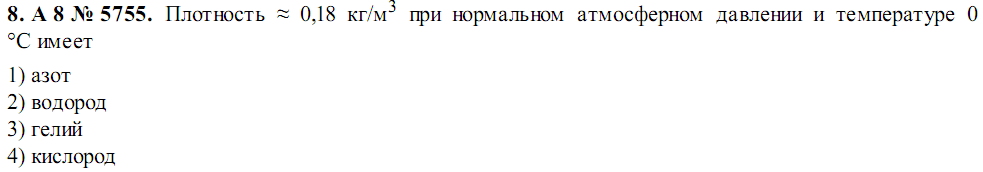 8. А 8 № 5755. Плотность ≈ 0,18 кг/м³ при нормальном атмосферном давлении и температуре 0
°С имеет
1) азот
2) водород
3) гелий
4) кислород